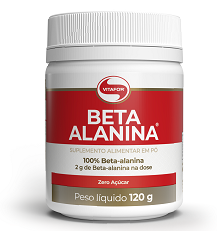 VITAFOR
BETA
ALANINA®
SUPLEMENTO ALIMENTAR EM PÓ
100% Beta-alanina
2 g de Beta-alanina na dose
Zero Açúcar
Peso líquido 120 g